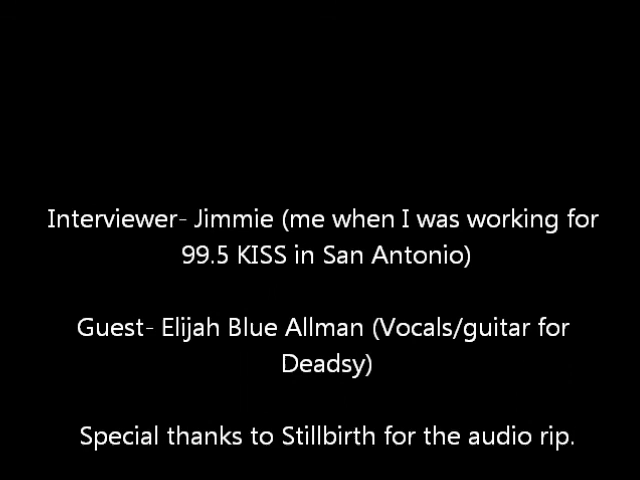 Interviewer- Jimmie (me when I was working for
99.5 KISS in San Antonio)
Guest- Elijah Blue Allman (Vocals/guitar for
Deadsy)
Special thanks to Stillbirth for the audio rip.